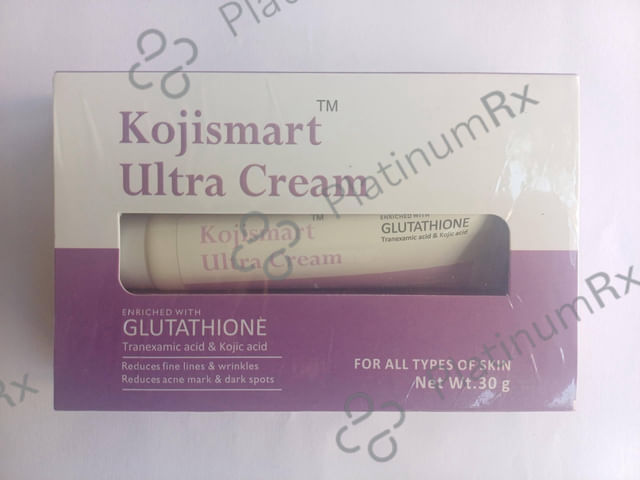 Kojismart™
Ultra Cream
Kojismart™
Ultra Cream
ENRICHED WITH
GLUTATHIONE
Tranexamic acid & Kojic acid
ENRICHED WITH
GLUTATHIONE
Tranexamic acid & Kojic acid
Reduces fine lines & wrinkles
Reduces acne mark & dark spots
FOR ALL TYPES OF SKIN
Net Wt.30 g
PlatinumRx
PlatinumRx
Rx